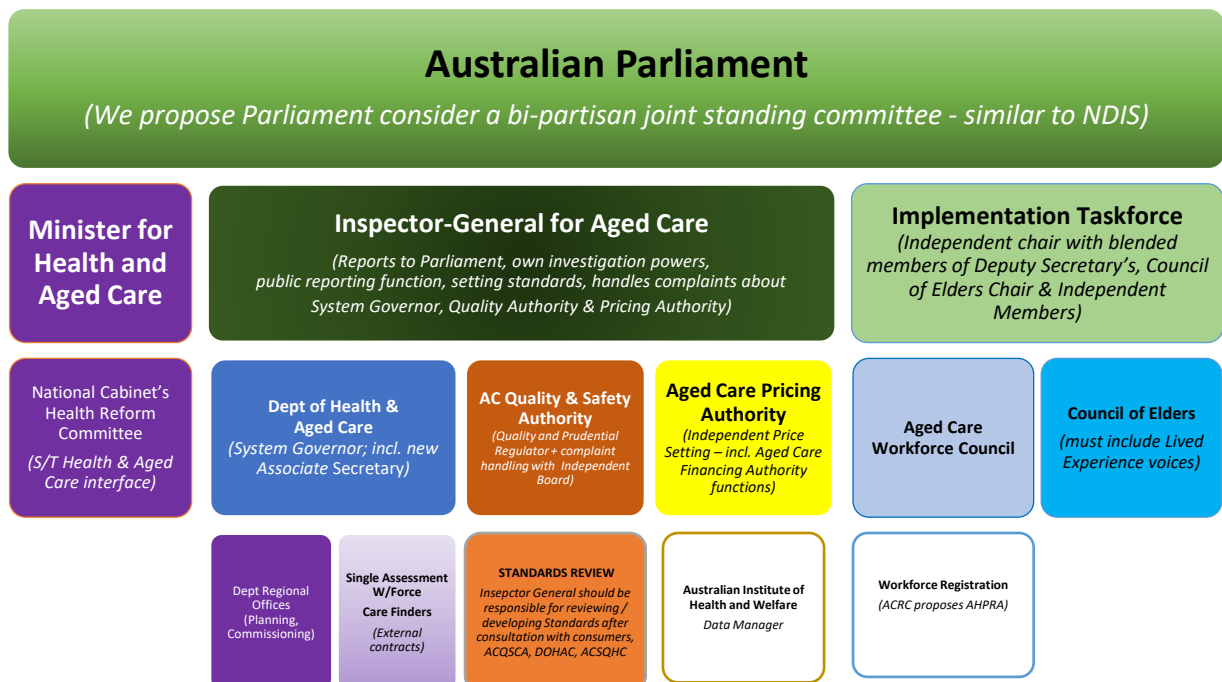 Australian Parliament
(We propose Parliament consider a bi-partisan joint standing committee - similar to NDIS)
Minister for
Health and
Aged Care
Inspector-General for Aged Care
(Reports to Parliament, own investigation powers,
public reporting function, setting standards, handles complaints about
System Governor, Quality Authority & Pricing Authority)
Implementation Taskforce
(Independent chair with blended
members of Deputy Secretary's, Council
of Elders Chair & Independent
Members)
National Cabinet's
Health Reform
Committee
(S/T Health & Aged
Care interface)
Dept of Health &
Aged Care
(System Governor; incl. new
Associate Secretary)
AC Quality & Safety
Authority
(Quality and Prudential
Regulator + complaint
handling with Independent
Board)
Aged Care Pricing
Authority
(Independent Price
Setting – incl. Aged Care
Financing Authority
functions)
Aged Care
Workforce Council
Council of Elders
(must include Lived
Experience voices)
Dept Regional
Offices
(Planning,
Commissioning)
Single Assessment
W/Force
Care Finders
(External
contracts)
STANDARDS REVIEW
Insepctor General should be
responsible for reviewing /
developing Standards after
consultation with consumers,
ACQSCA, DOHAC, ACSQHC
Australian Institute of
Health and Welfare
Data Manager
Workforce Registration
(ACRC proposes AHPRA)